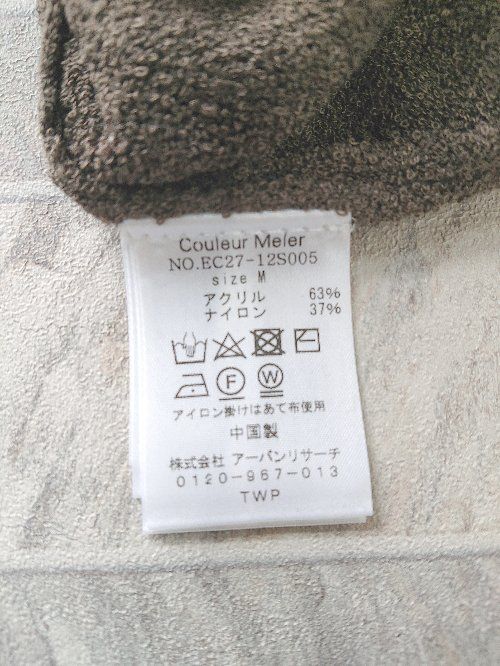 Couleur Meler
NO.EC27-12S005
size M
アクリル 63%
ナイロン 37%
F W
アイロン掛けはあて布使用
中国製
株式会社 アーバンリサーチ
0120-967-013
TWP